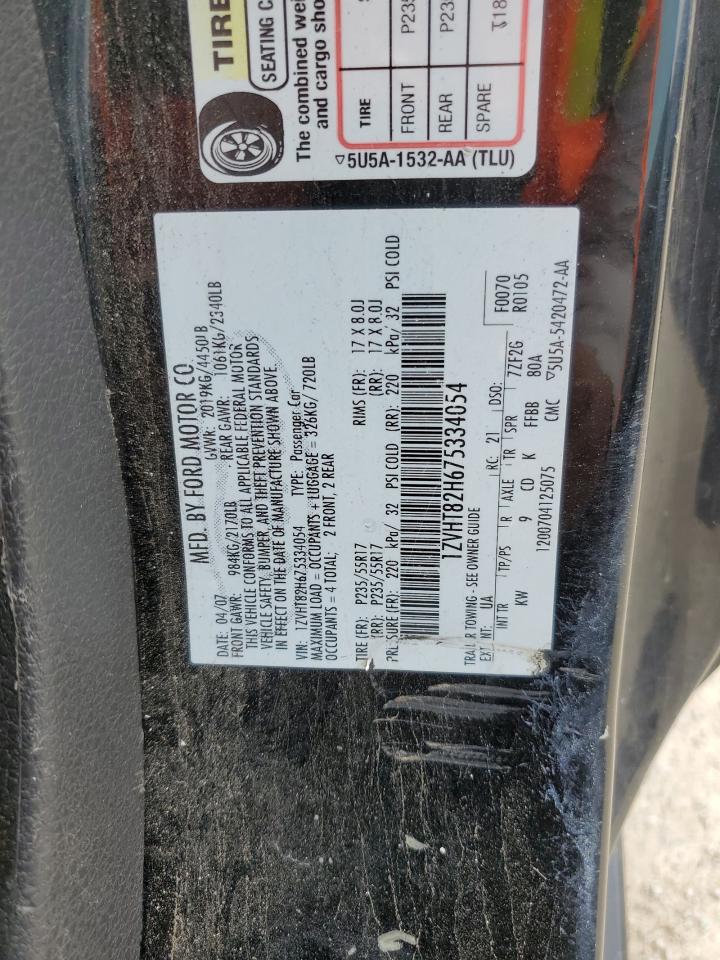 TIRE
SEATING CA
The combined wei
and cargo sho
TIRE S
FRONT P235
REAR P23
SPARE T18
5U5A-1532-AA (TLU)
MFD. BY FORD MOTOR CO.
DATE: 04/07 GVWR: 2019KG/4450LB
FRONT GAWR: 984KG/2170LB REAR GAWR: 1061KG/2340LB
THIS VEHICLE CONFORMS TO ALL APPLICABLE FEDERAL MOTOR
VEHICLE SAFETY, BUMPER, AND THEFT PREVENTION STANDARDS
IN EFFECT ON THE DATE OF MANUFACTURE SHOWN ABOVE
VIN: 1ZVHT82H675334054 TYPE: Passenger Car
MAXIMUM LOAD = OCCUPANTS + LUGGAGE = 326KG/ 720LB
OCCUPANTS = 4 TOTAL; 2 FRONT, 2 REAR
TIRE (FR): P235/55R17 RIMS (FR): 17 X 8.0J
(RR): P235/55R17 (RR): 17 X 8.0J
PRESSURE (FR): 220 kPa/ 32 PSI COLD (RR): 220 kPa/ 32 PSI COLD
1ZVHT82H675334054
TRAILER TOWING - SEE OWNER GUIDE
EXT PNT: UA RC: 21 DSO: F0070
INT TR TP/PS R AXLE TR SPR 7ZF2G R0105
KW 9 CD K FFBB 80A
1200704125075 CMC 5U5A-5420472-AA